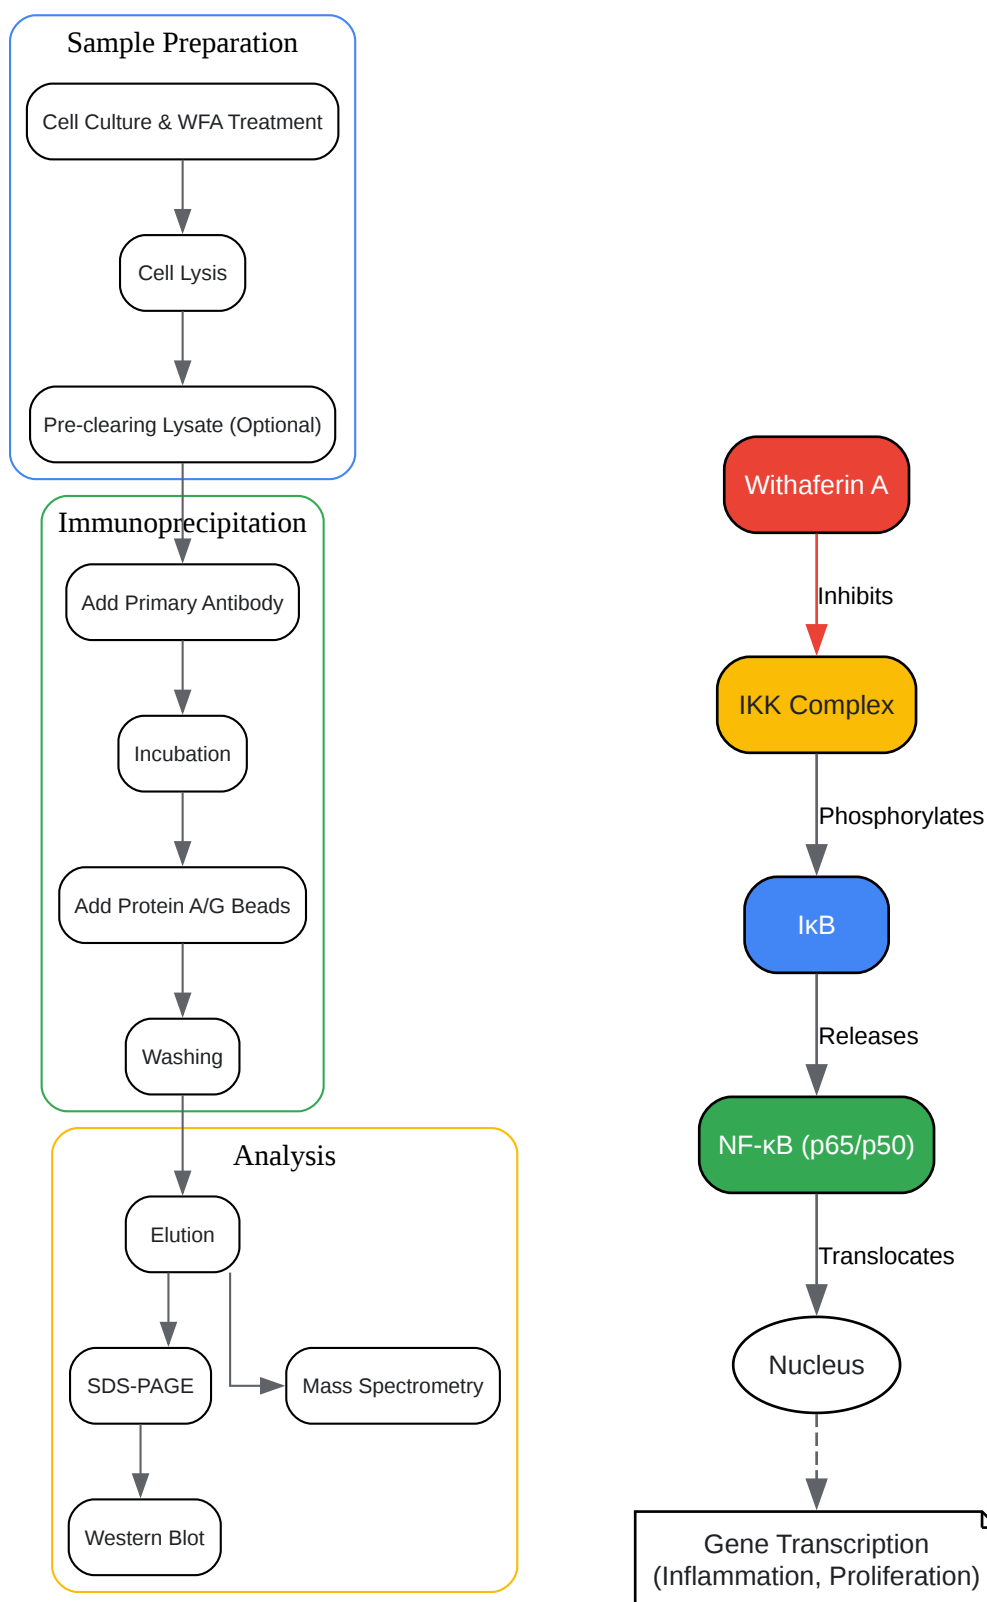 Sample Preparation
Cell Culture & WFA Treatment
Cell Lysis
Pre-clearing Lysate (Optional)
Immunoprecipitation
Add Primary Antibody
Incubation
Add Protein A/G Beads
Washing
Analysis
Elution
SDS-PAGE
Mass Spectrometry
Western Blot
Withaferin A
Inhibits
IKK Complex
Phosphorylates
IκB
Releases
NF-κB (p65/p50)
Translocates
Nucleus
Gene Transcription
(Inflammation, Proliferation)